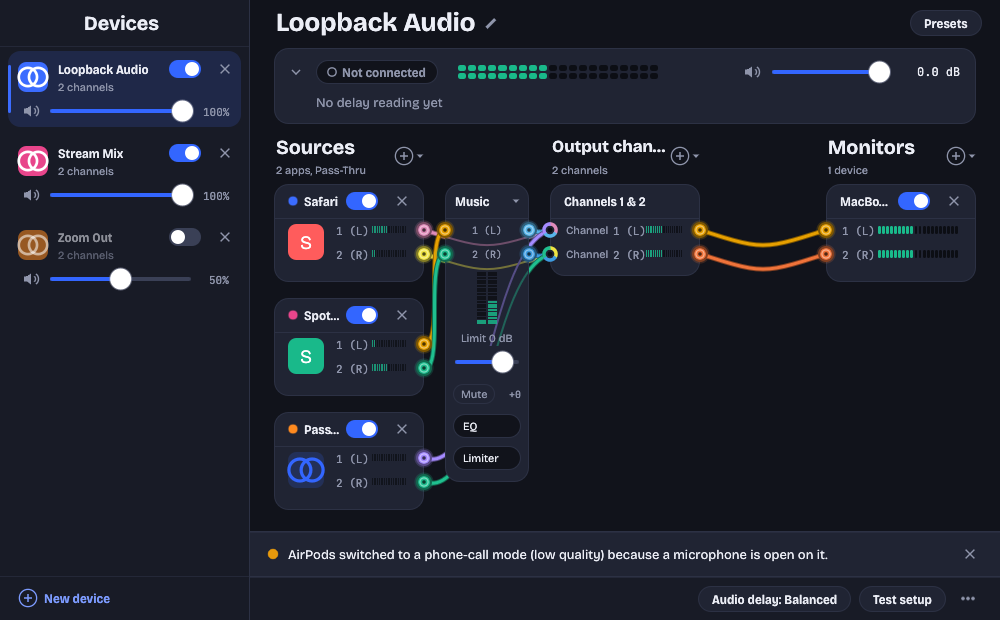 Devices
Loopback Audio
2 channels
100%
Stream Mix
2 channels
100%
Zoom Out
2 channels
50%
New device
Loopback Audio
Presets
Not connected
0.0 dB
No delay reading yet
Sources
2 apps, Pass-Thru
Output chan...
2 channels
Monitors
1 device
Safari
S
1 (L)
2 (R)
Spot...
S
1 (L)
2 (R)
Pass...
1 (L)
2 (R)
Music
1 (L)
2 (R)
Limit 0 dB
Mute +0
EQ
Limiter
Channels 1 & 2
Channel 1 (L)
Channel 2 (R)
MacBo...
1 (L)
2 (R)
AirPods switched to a phone-call mode (low quality) because a microphone is open on it.
Audio delay: Balanced
Test setup